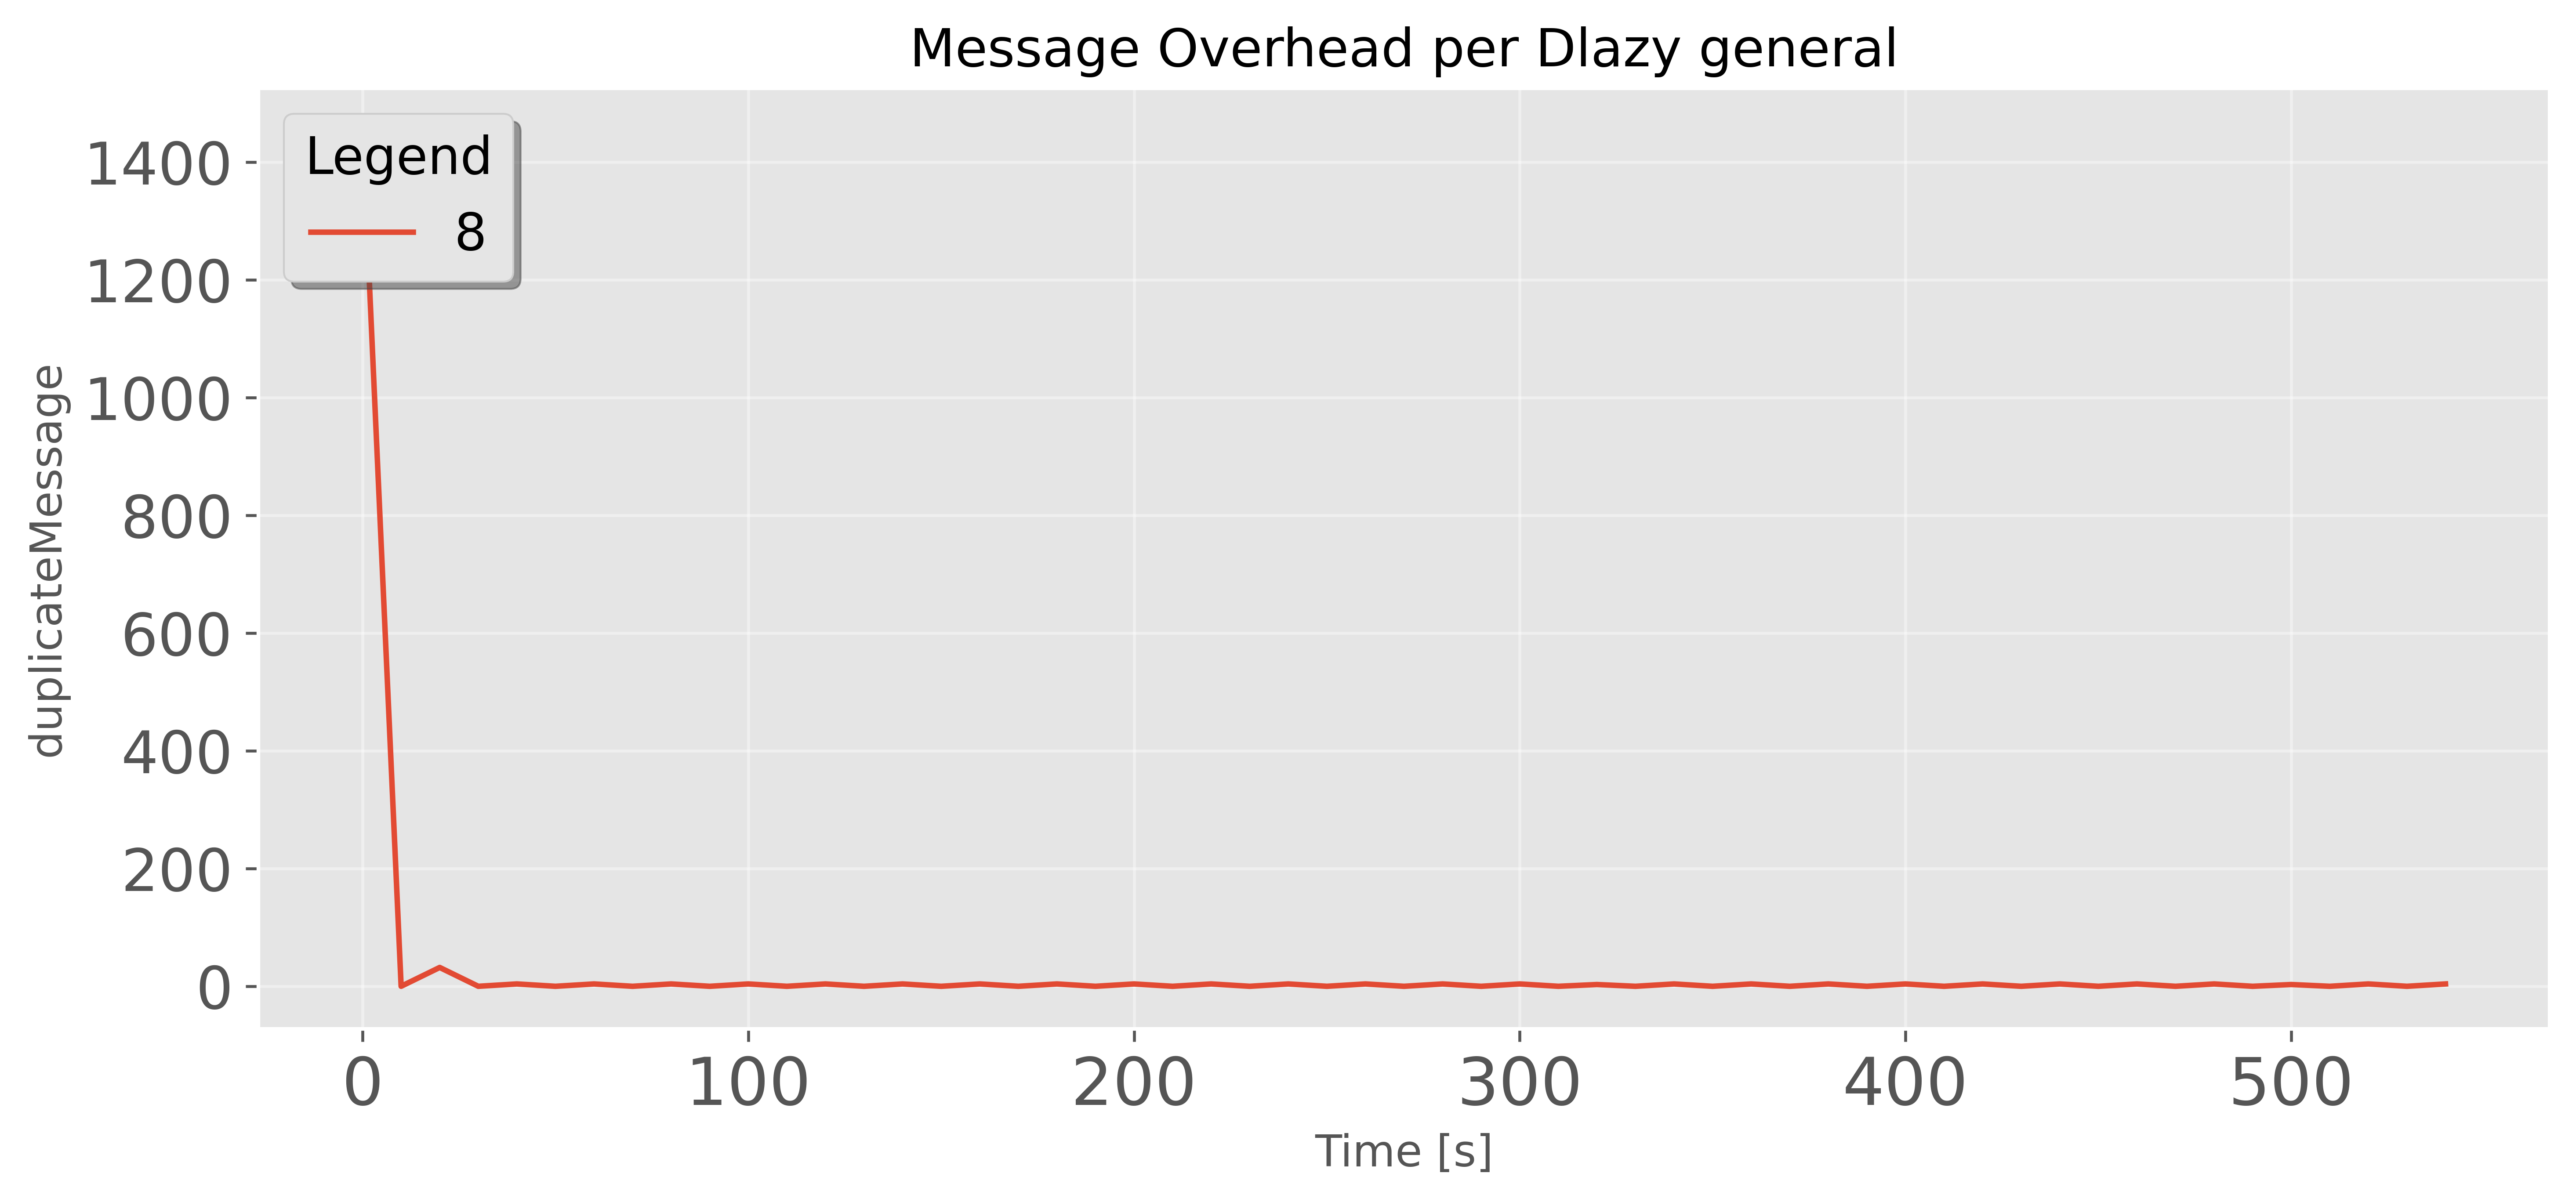 Message Overhead per Dlazy general
Legend
8
1400
1200
1000
800
600
400
200
0
duplicateMessage
0 100 200 300 400 500
Time [s]